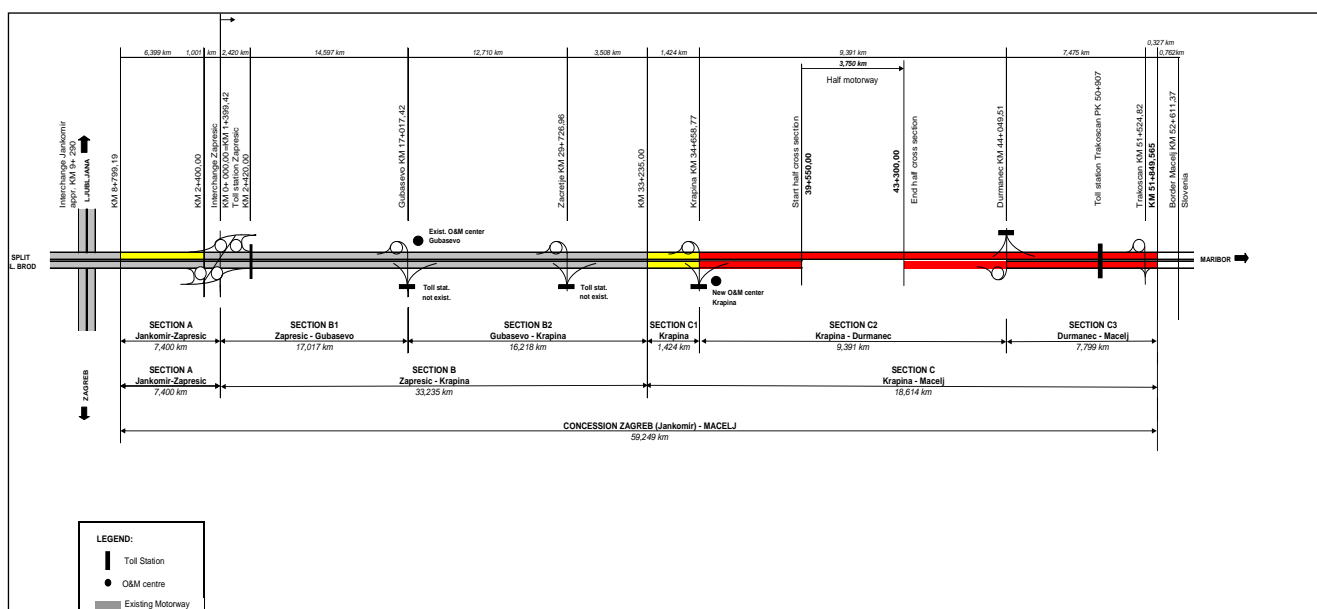 6,399 km
1,001
km
2,420 km
14,597 km
12,710 km
3,508 km
1,424 km
9,391 km
7,475 km
0,327 km
0,762km
3,750 km
Half motorway
Interchange Jankomir
appr. KM 9+ 290
LJUBLJANA
KM 8+799,19
KM 2+400,00
Interchange Zapresic
KM 0+ 000,00=KM 1+399,42
Toll station Zapresic
KM 2+420,00
Gubasevo KM 17+017,42
Zacretje KM 29+726,96
KM 33+235,00
Krapina KM 34+658,77
Start half cross section
39+550,00
43+300,00
End half cross section
Durmanec KM 44+049,51
Toll station Trakoscan PK 50+907
Trakoscan KM 51+524,82
KM 51+849,565
Border Macelj KM 52+611,37
Slovenia
Exist. O&M center
Gubasevo
SPLIT
L. BROD
MARIBOR
Toll stat.
not exist.
Toll stat.
not exist.
New O&M center
Krapina
SECTION A
Jankomir-Zapresic
7,400 km
SECTION B1
Zapresic - Gubasevo
17,017 km
SECTION B2
Gubasevo - Krapina
16,218 km
SECTION C1
Krapina
1,424 km
SECTION C2
Krapina - Durmanec
9,391 km
SECTION C3
Durmanec - Macelj
7,799 km
ZAGREB
SECTION A
Jankomir-Zapresic
7,400 km
SECTION B
Zapresic - Krapina
33,235 km
SECTION C
Krapina - Macelj
18,614 km
CONCESSION ZAGREB (Jankomir) - MACELJ
59,249 km
LEGEND:
Toll Station
O&M centre
Existing Motorway